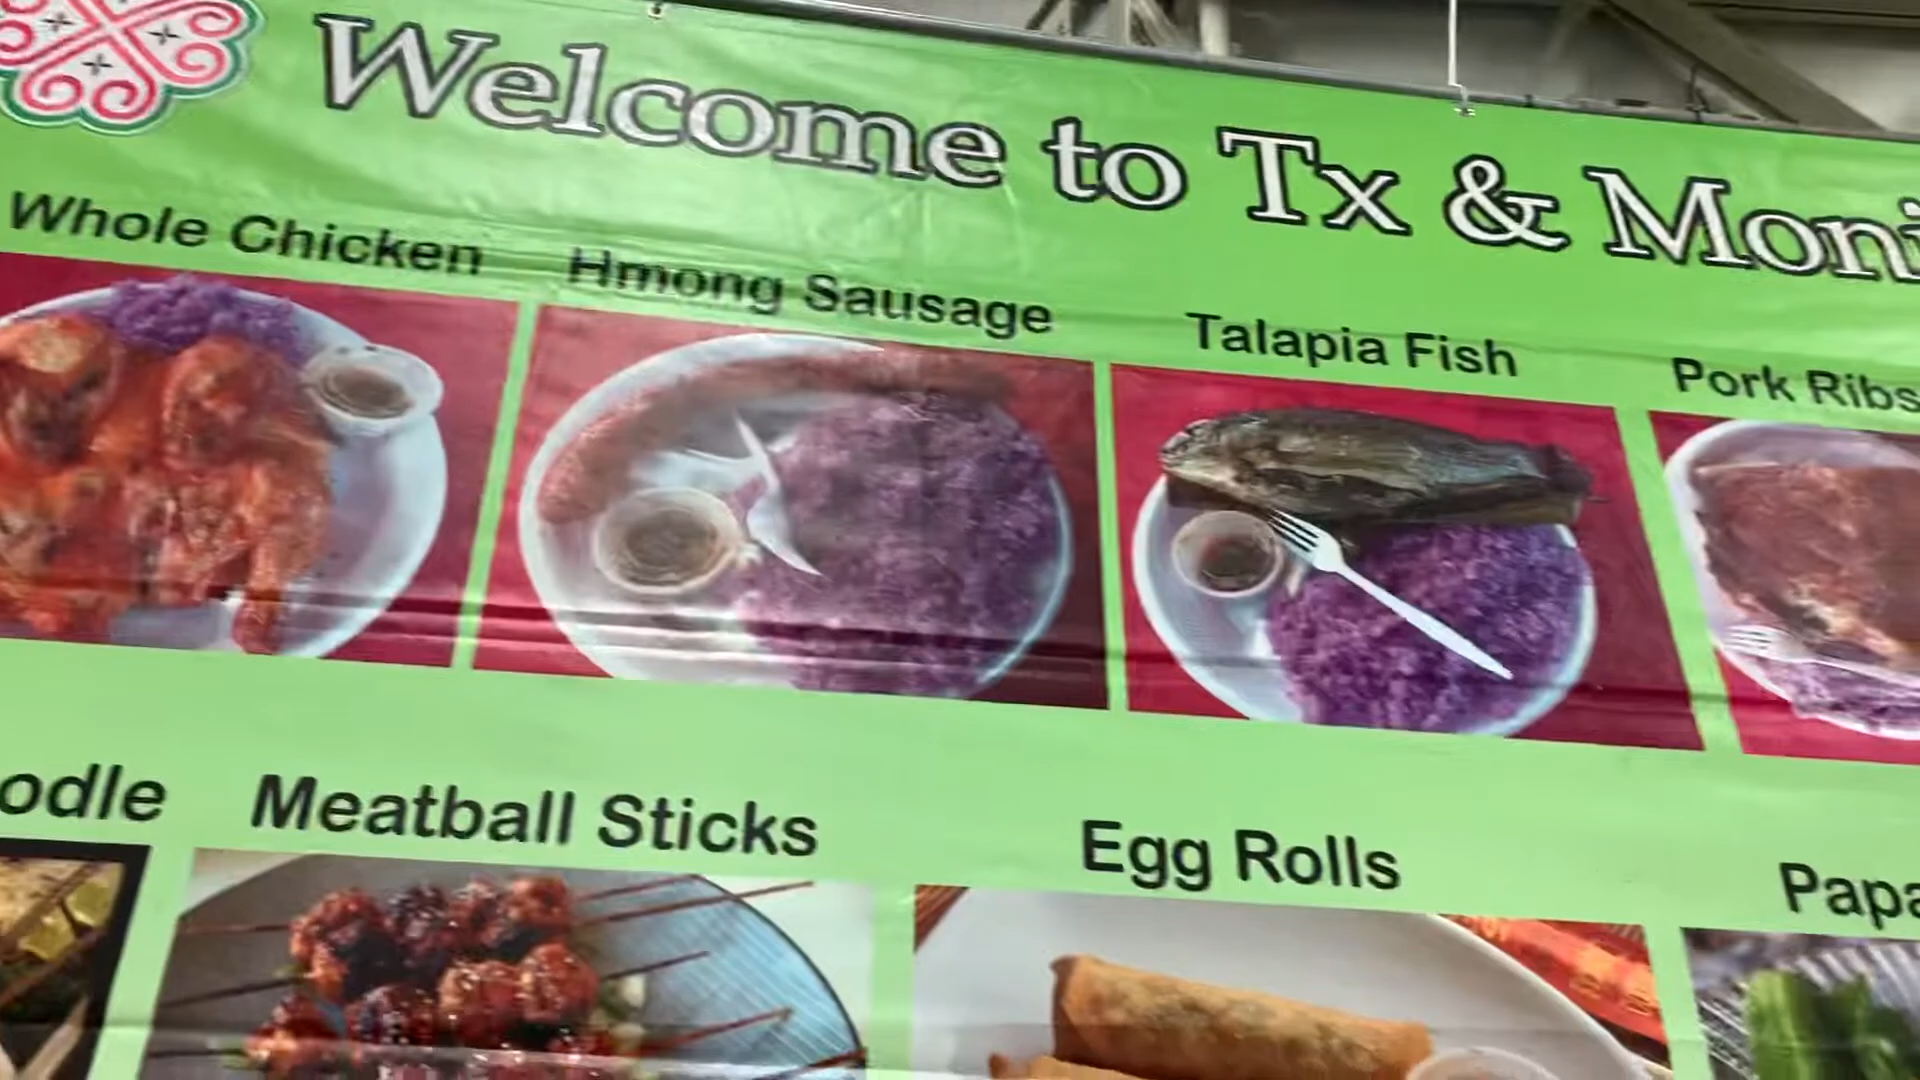 Welcome to Tx & Moni
Whole Chicken
Hmong Sausage
Talapia Fish
Pork Ribs
odle
Meatball Sticks
Egg Rolls
Papa